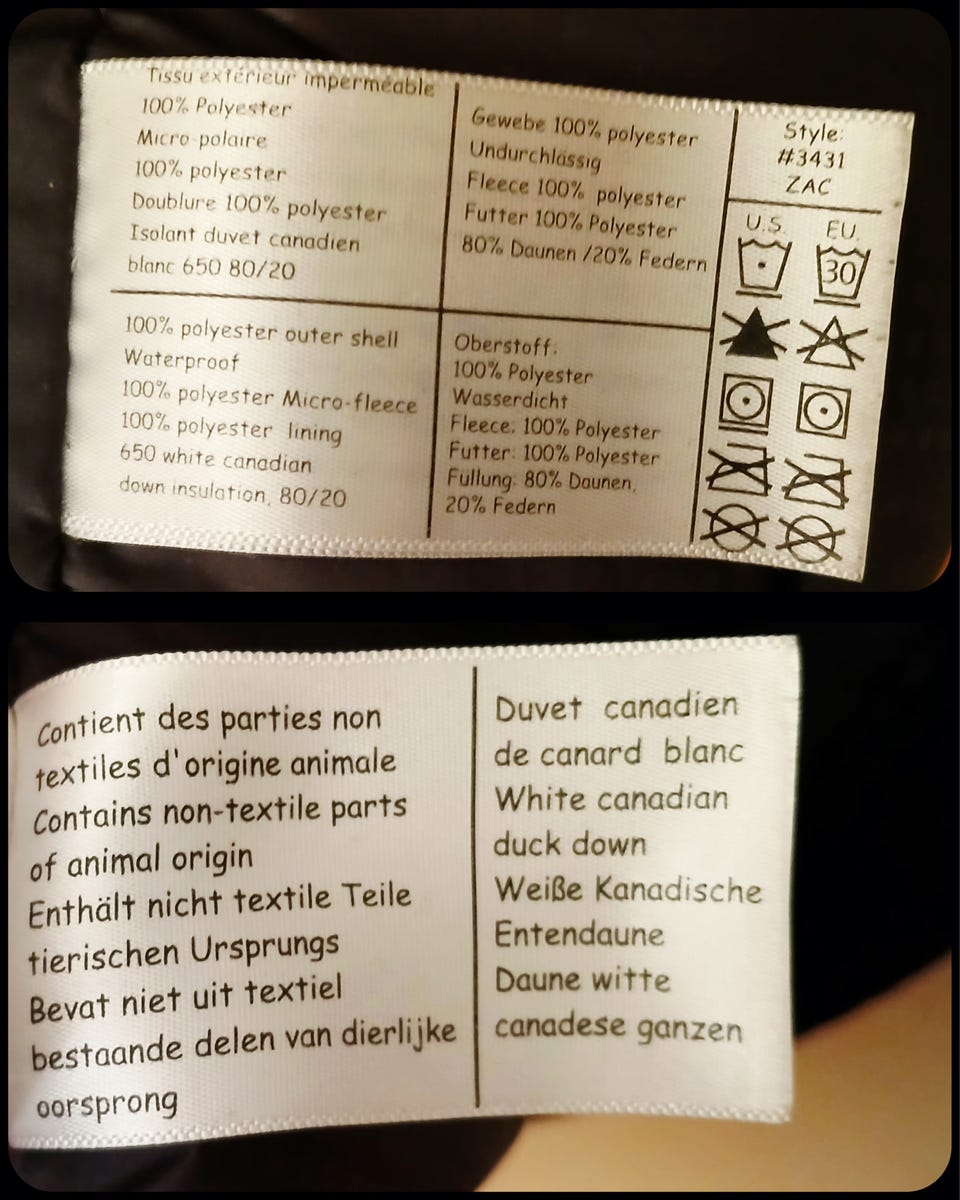 Tissu extérieur imperméable
100% Polyester
Micro polaire
100% polyester
Doublure 100% polyester
Isolant duvet canadien
blanc 650 80/20
Gewebe 100% polyester
Undurchlässig
Fleece 100% polyester
Futter 100% Polyester
80% Daunen /20% Federn
100% polyester outer shell
Waterproof
100% polyester Micro-fleece
100% polyester lining
650 white canadian
down insulation, 80/20
Oberstoff:
100% Polyester
Wasserdicht
Fleece: 100% Polyester
Futter: 100% Polyester
Füllung: 80% Daunen,
20% Federn
Style:
#3431
ZAC
U.S. EU.
30
Contient des parties non
textiles d'origine animale
Contains non-textile parts
of animal origin
Enthält nicht textile Teile
tierischen Ursprungs
Bevat niet uit textiel
bestaande delen van dierlijke
oorsprong
Duvet canadien
de canard blanc
White canadian
duck down
Weiße Kanadische
Entendaune
Daune witte
canadese ganzen